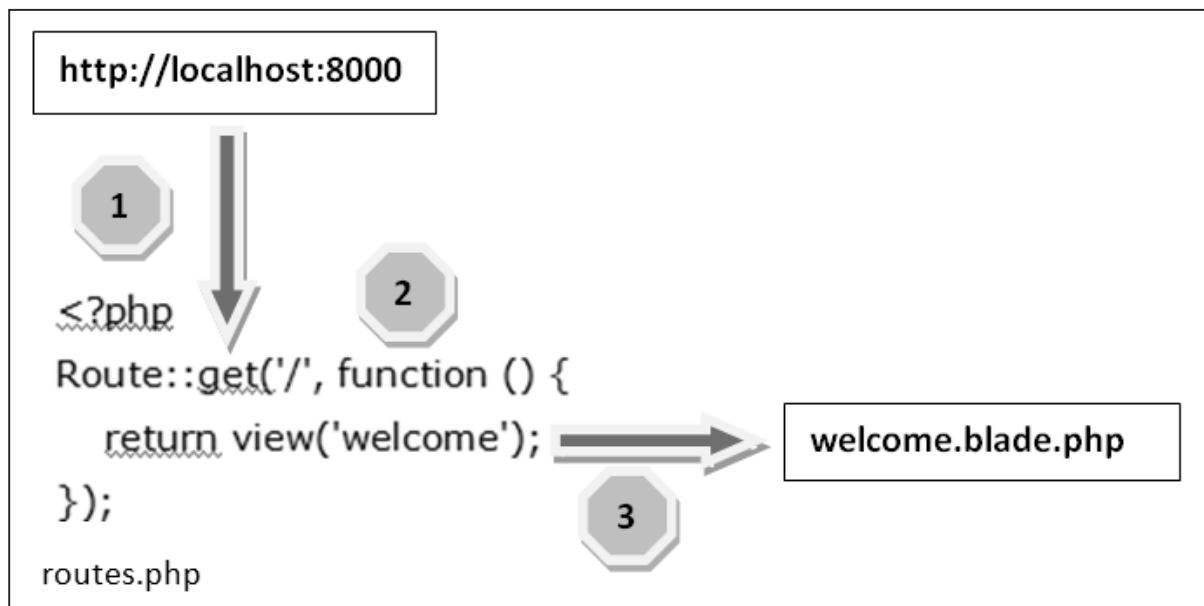 http://localhost:8000
1
2
<?php
Route::get('/', function () {
return view('welcome');
welcome.blade.php
3
});
routes.php